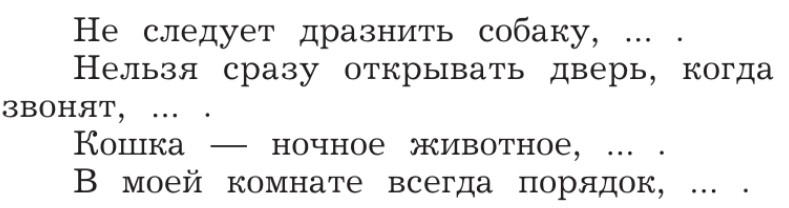 Не следует дразнить собаку, ... .
Нельзя сразу открывать дверь, когда
звонят, ... .
Кошка — ночное животное, ... .
В моей комнате всегда порядок, ... .